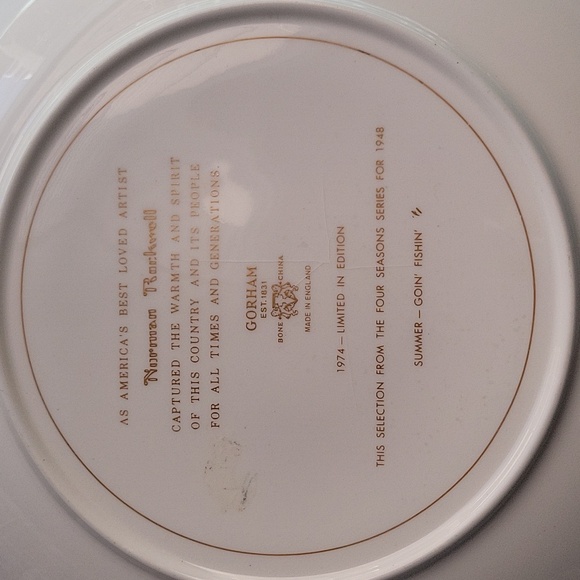 AS AMERICA'S BEST LOVED ARTIST
Norman Rockwell
CAPTURED THE WARMTH AND SPIRIT
OF THIS COUNTRY AND ITS PEOPLE
FOR ALL TIMES AND GENERATIONS.
GORHAM
EST. 1831
BONE CHINA
MADE IN ENGLAND
1974 — LIMITED IN EDITION
THIS SELECTION FROM THE FOUR SEASONS SERIES FOR 1948
SUMMER — GOIN' FISHIN'